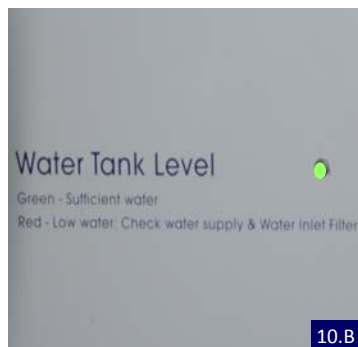 Water Tank Level
Green - Sufficient water
Red - Low water: Check water supply & Water Inlet Filter
10.B